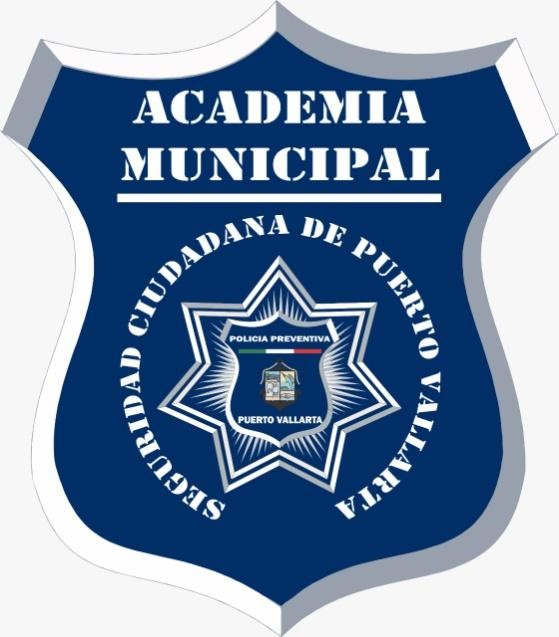 ACADEMIA
MUNICIPAL
SEGURIDAD CIUDADANA DE PUERTO VALLARTA
POLICIA PREVENTIVA
PUERTO VALLARTA